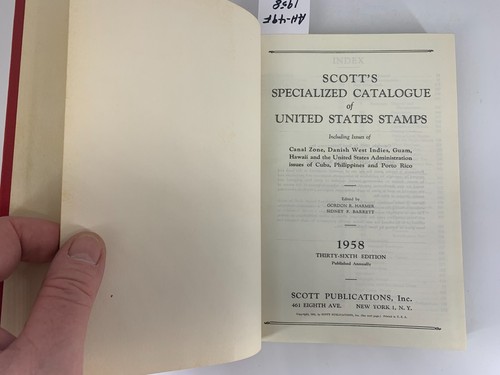 AH-49F
1958
SCOTT'S
SPECIALIZED CATALOGUE
of
UNITED STATES STAMPS
Including Issues of
Canal Zone, Danish West Indies, Guam,
Hawaii and the United States Administration
issues of Cuba, Philippines and Porto Rico
Edited by
GORDON R. HARMER
HENRY F. BARRETT
1958
THIRTY-SIXTH EDITION
Published Annually
SCOTT PUBLICATIONS, Inc.
461 EIGHTH AVE. NEW YORK 1, N. Y.
INDEX